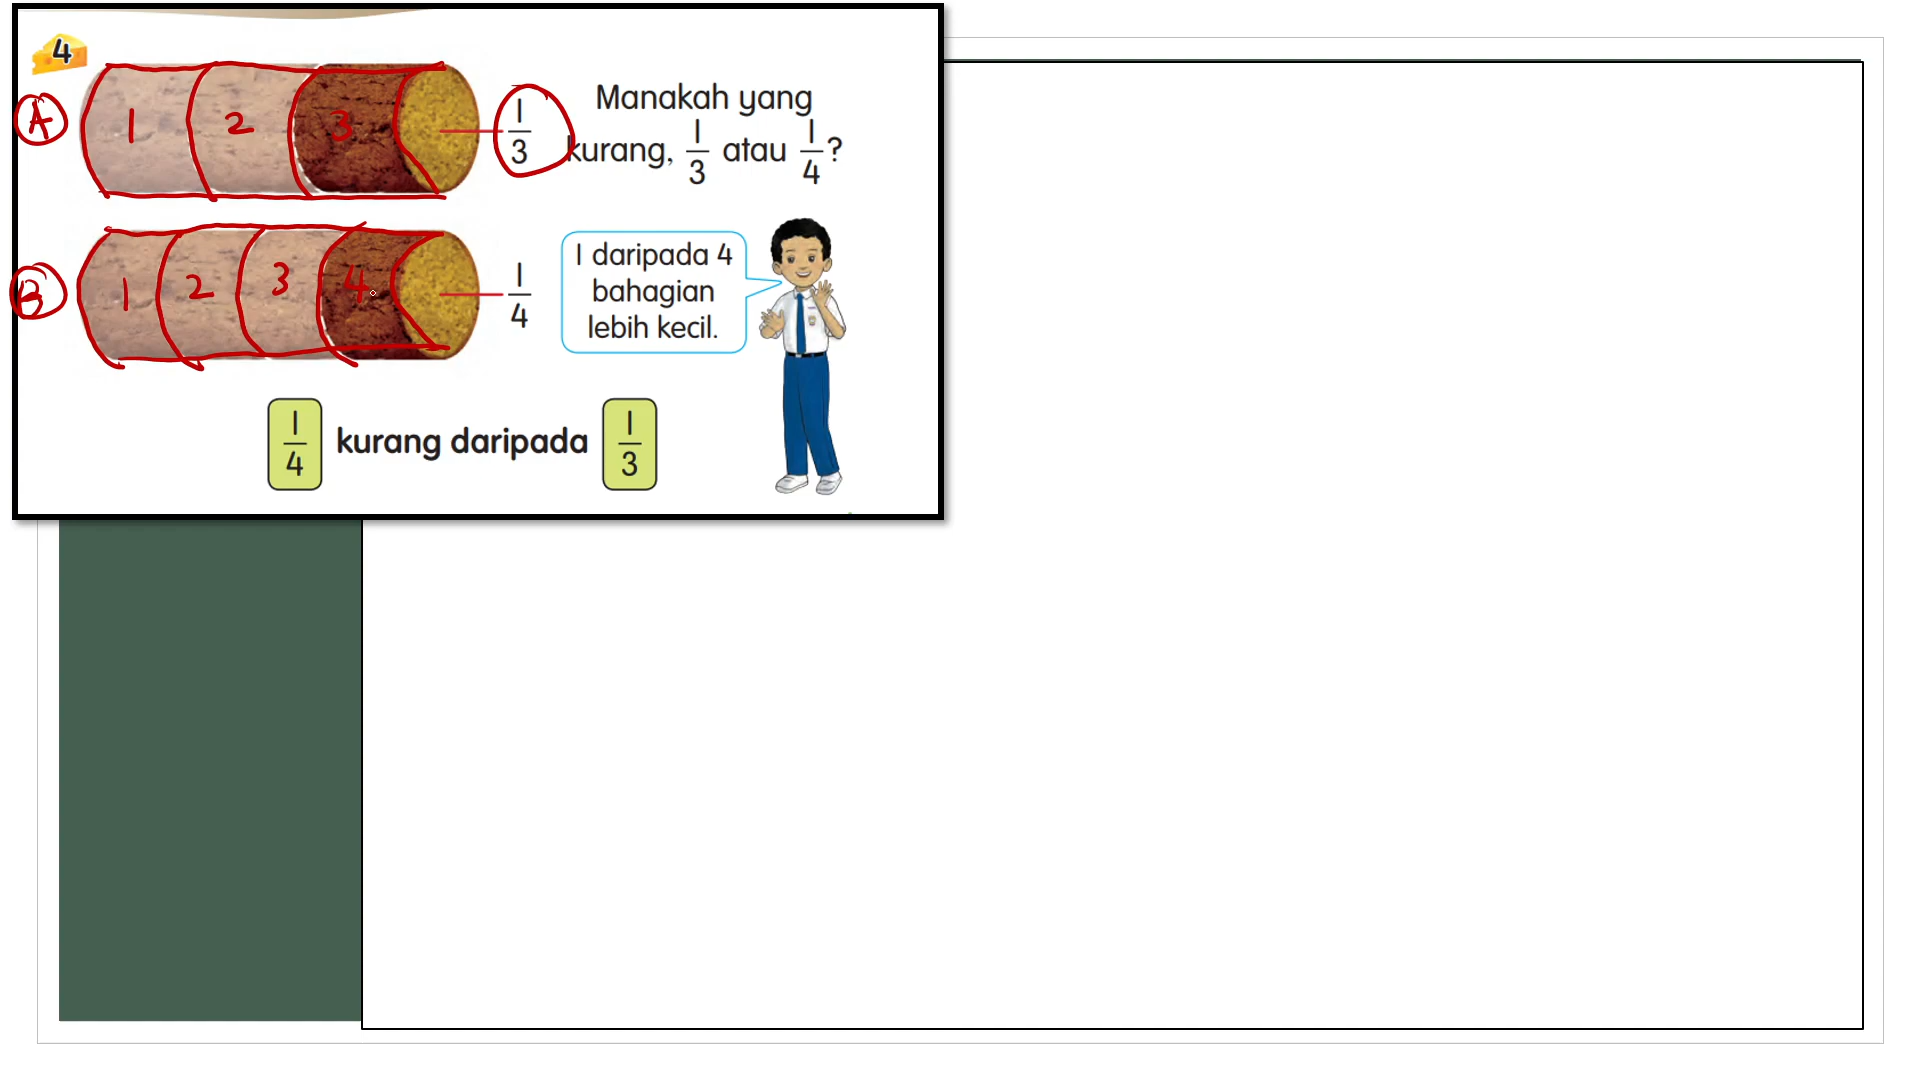 4
A 1 2 3 1/3
Manakah yang
kurang, 1/3 atau 1/4?
B 1 2 3 4 1/4
1 daripada 4
bahagian
lebih kecil.
1/4 kurang daripada 1/3